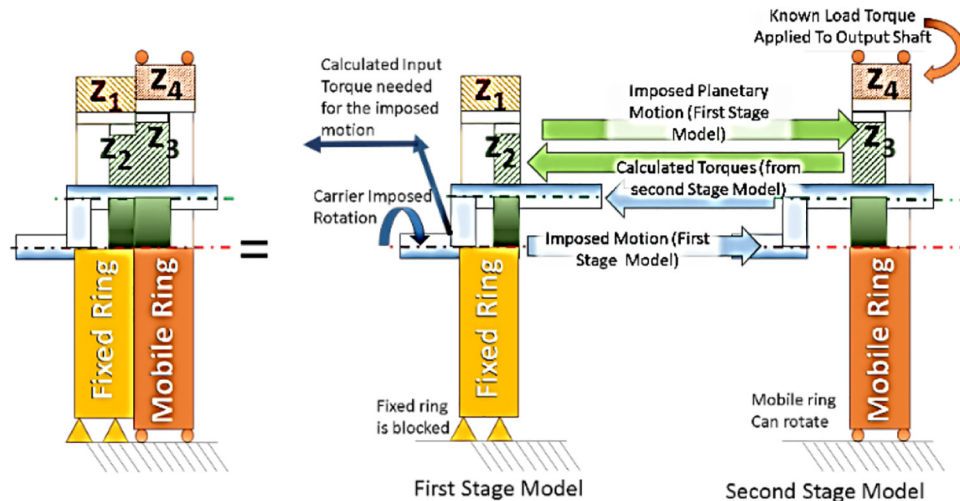 Z1
Z4
Z2
Z3
Fixed Ring
Mobile Ring
=
Calculated Input
Torque needed
for the imposed
motion
Carrier Imposed
Rotation
Z1
Z2
Fixed Ring
Fixed ring
is blocked
First Stage Model
Imposed Planetary
Motion (First Stage
Model)
Calculated Torques (from
second Stage Model)
Imposed Motion (First
Stage Model)
Known Load Torque
Applied To Output Shaft
Z4
Z3
Mobile Ring
Mobile ring
Can rotate
Second Stage Model